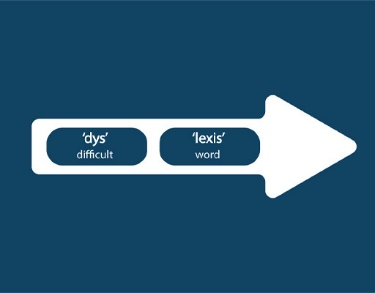 ‘dys’
difficult
‘lexis’
word